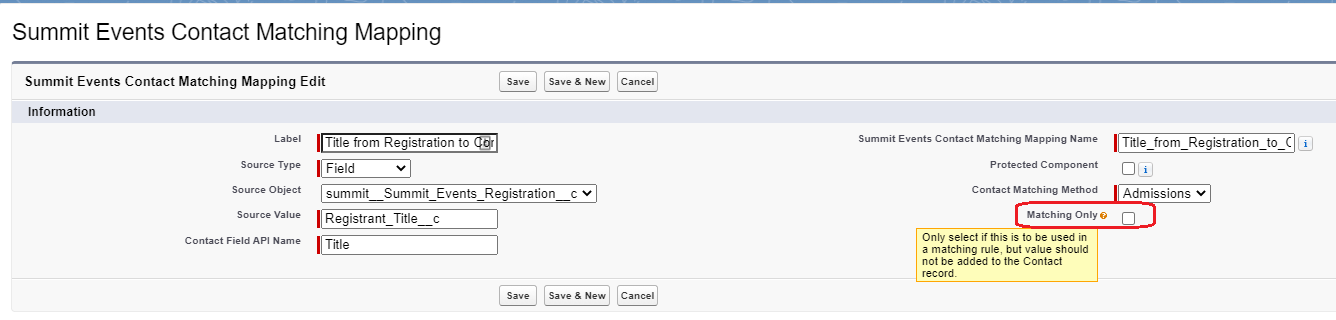 Summit Events Contact Matching Mapping
Summit Events Contact Matching Mapping Edit
Save Save & New Cancel
Information
Label Title from Registration to Cor Summit Events Contact Matching Mapping Name Title_from_Registration_to_C i
Source Type Field Protected Component i
Source Object summit__Summit_Events_Registration__c Contact Matching Method Admissions
Source Value Registrant_Title__c Matching Only ?
Contact Field API Name Title
Only select if this is to be used in
a matching rule, but value should
not be added to the Contact
record.
Save Save & New Cancel